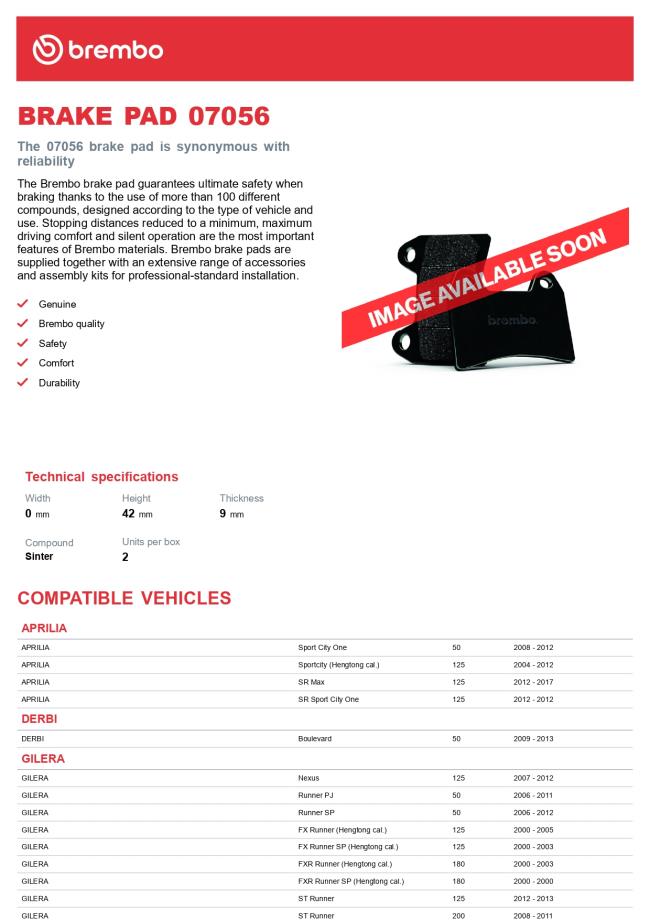 brembo
BRAKE PAD 07056
The 07056 brake pad is synonymous with
reliability
The Brembo brake pad guarantees ultimate safety when
braking thanks to the use of more than 100 different
compounds, designed according to the type of vehicle and
use. Stopping distances reduced to a minimum, maximum
driving comfort and silent operation are the most important
features of Brembo materials. Brembo brake pads are
supplied together with an extensive range of accessories
and assembly kits for professional-standard installation.
Genuine
Brembo quality
Safety
Comfort
Durability
IMAGE AVAILABLE SOON
brembo
Technical specifications
Width Height Thickness
0 mm 42 mm 9 mm
Compound Units per box
Sinter 2
COMPATIBLE VEHICLES
APRILIA
APRILIA Sport City One 50 2008 - 2012
APRILIA Sportcity (Hengtong cal.) 125 2004 - 2012
APRILIA SR Max 125 2012 - 2017
APRILIA SR Sport City One 125 2012 - 2012
DERBI
DERBI Boulevard 50 2009 - 2013
GILERA
GILERA Nexus 125 2007 - 2012
GILERA Runner PJ 50 2006 - 2011
GILERA Runner SP 50 2006 - 2012
GILERA FX Runner (Hengtong cal.) 125 2000 - 2005
GILERA FX Runner SP (Hengtong cal.) 125 2000 - 2003
GILERA FXR Runner (Hengtong cal.) 180 2000 - 2003
GILERA FXR Runner SP (Hengtong cal.) 180 2000 - 2000
GILERA ST Runner 125 2012 - 2013
GILERA ST Runner 200 2008 - 2011